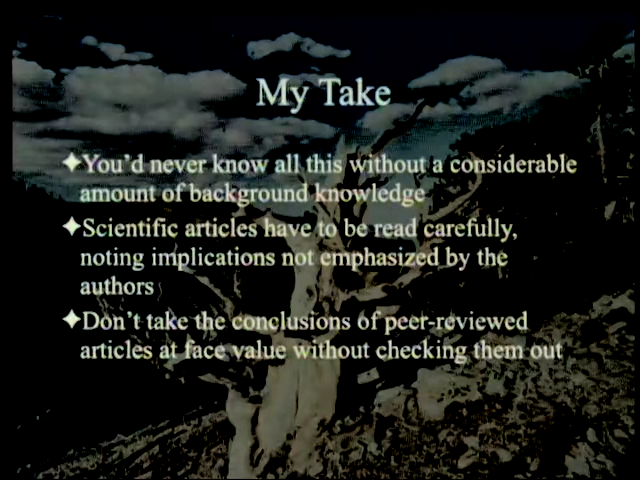 My Take
✦You'd never know all this without a considerable
amount of background knowledge
✦Scientific articles have to be read carefully,
noting implications not emphasized by the
authors
✦Don't take the conclusions of peer-reviewed
articles at face value without checking them out